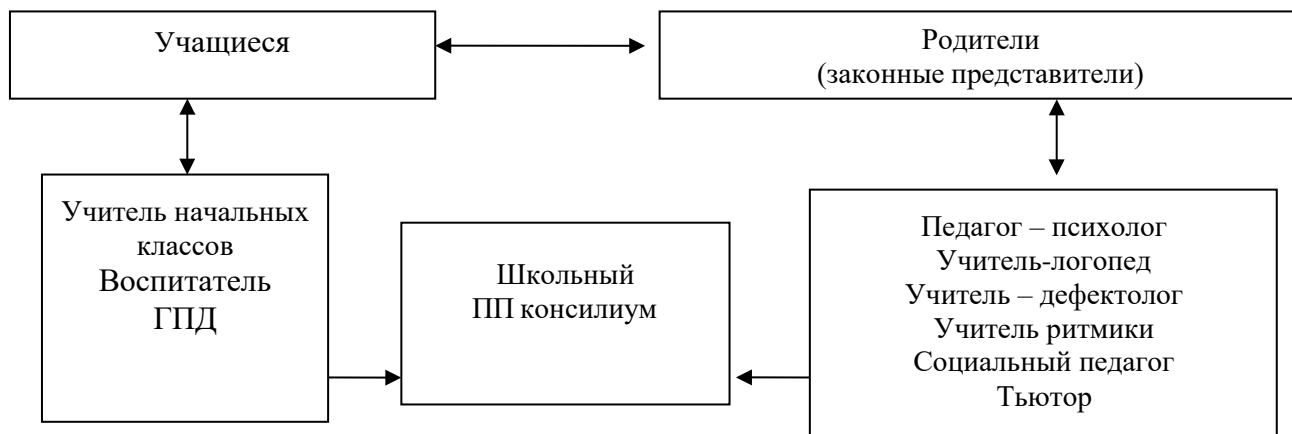 Учащиеся
Родители
(законные представители)
Учитель начальных
классов
Воспитатель
ГПД
Школьный
ПП консилиум
Педагог – психолог
Учитель-логопед
Учитель – дефектолог
Учитель ритмики
Социальный педагог
Тьютор